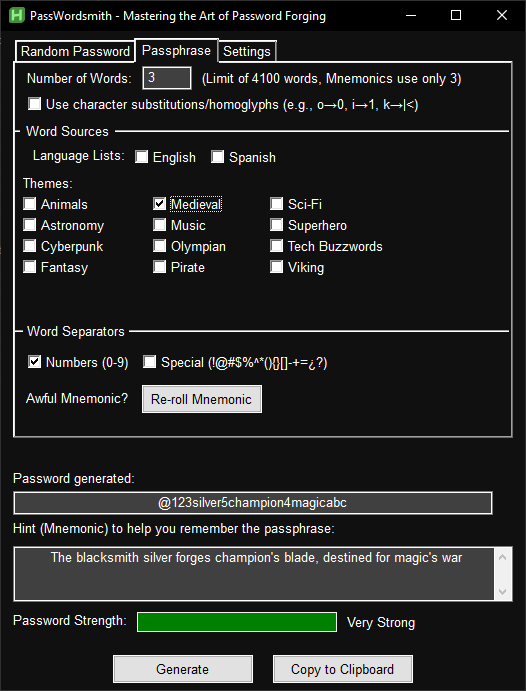 PassWordsmith - Mastering the Art of Password Forging
Random Password Passphrase Settings
Number of Words: 3 (Limit of 4100 words, Mnemonics use only 3)
Use character substitutions/homoglyphs (e.g., o→0, i→1, k→|<)
Word Sources
Language Lists: English Spanish
Themes:
Animals Medieval Sci-Fi
Astronomy Music Superhero
Cyberpunk Olympian Tech Buzzwords
Fantasy Pirate Viking
Word Separators
Numbers (0-9) Special (!@#$%^*(){}[]-+=¿?)
Awful Mnemonic? Re-roll Mnemonic
Password generated:
@123silver5champion4magicabc
Hint (Mnemonic) to help you remember the passphrase:
The blacksmith silver forges champion's blade, destined for magic's war
Password Strength: Very Strong
Generate Copy to Clipboard